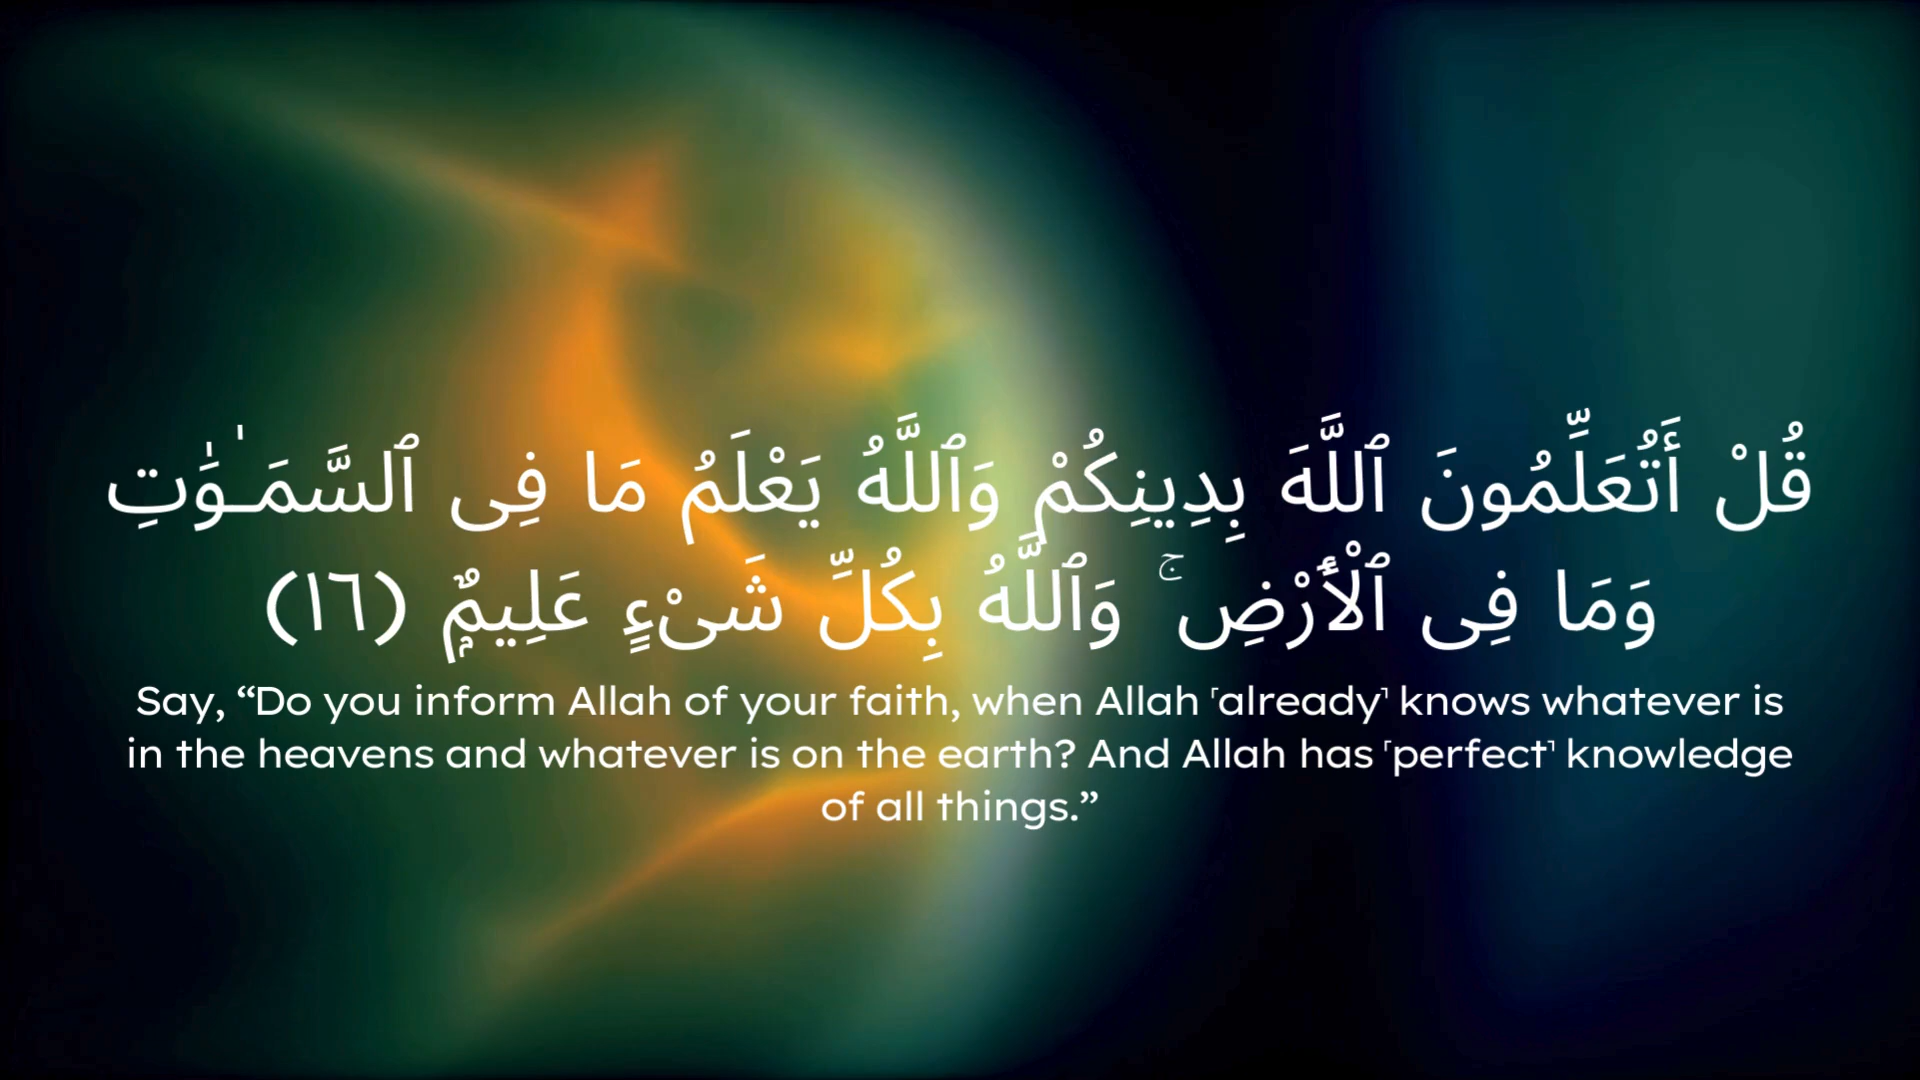 قُلْ أَتُعَلِّمُونَ ٱللَّهَ بِدِينِكُمْ وَٱللَّهُ يَعْلَمُ مَا فِى ٱلسَّمَـٰوَٰتِ
وَمَا فِى ٱلْأَرْضِ ۚ وَٱللَّهُ بِكُلِّ شَىْءٍ عَلِيمٌۭ (١٦)
Say, “Do you inform Allah of your faith, when Allah ˹already˺ knows whatever is
in the heavens and whatever is on the earth? And Allah has ˹perfect˺ knowledge
of all things.”